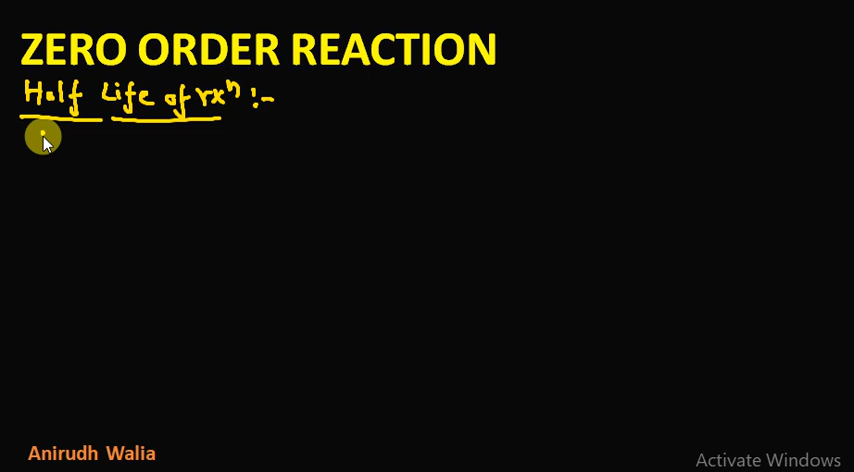 ZERO ORDER REACTION
Half Life of rxⁿ :-
Anirudh Walia
Activate Windows